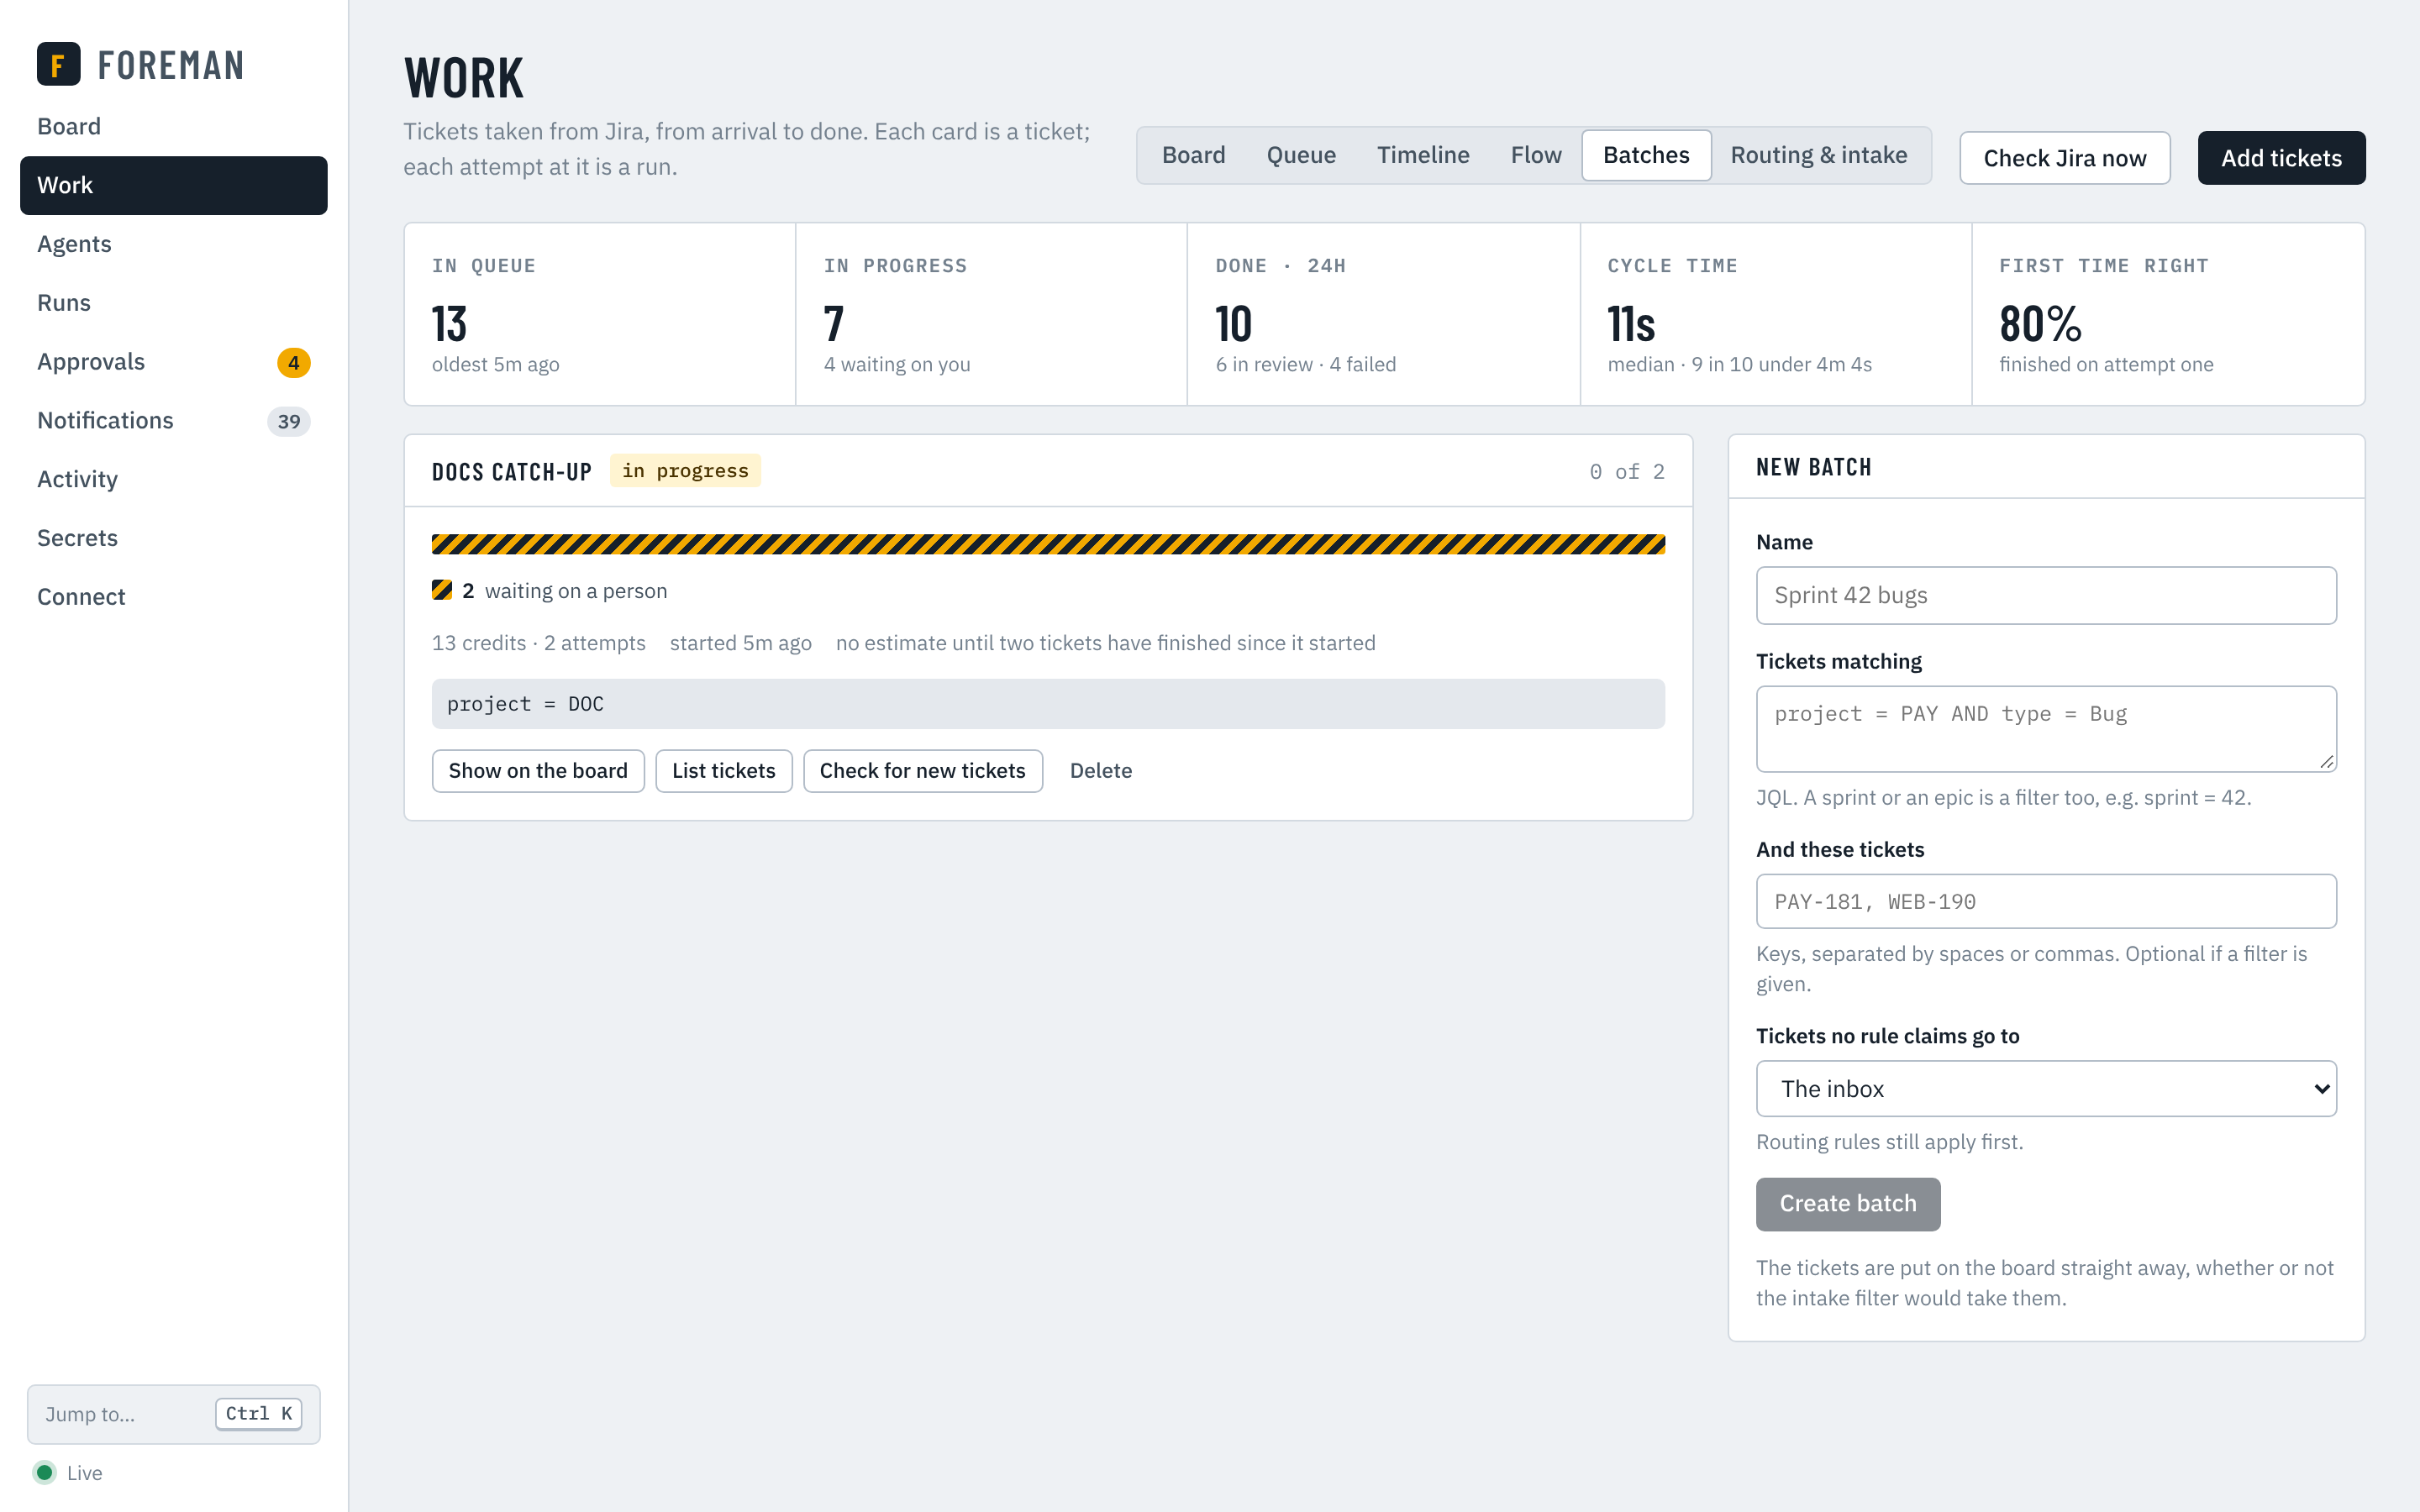 F FOREMAN
Board
Work
Agents
Runs
Approvals 4
Notifications 39
Activity
Secrets
Connect
Jump to... Ctrl K
Live
WORK
Tickets taken from Jira, from arrival to done. Each card is a ticket;
each attempt at it is a run.
Board Queue Timeline Flow Batches Routing & intake
Check Jira now
Add tickets
IN QUEUE
13
oldest 5m ago
IN PROGRESS
7
4 waiting on you
DONE · 24H
10
6 in review · 4 failed
CYCLE TIME
11s
median · 9 in 10 under 4m 4s
FIRST TIME RIGHT
80%
finished on attempt one
DOCS CATCH-UP in progress 0 of 2
2 waiting on a person
13 credits · 2 attempts started 5m ago no estimate until two tickets have finished since it started
project = DOC
Show on the board List tickets Check for new tickets Delete
NEW BATCH
Name
Sprint 42 bugs
Tickets matching
project = PAY AND type = Bug
JQL. A sprint or an epic is a filter too, e.g. sprint = 42.
And these tickets
PAY-181, WEB-190
Keys, separated by spaces or commas. Optional if a filter is
given.
Tickets no rule claims go to
The inbox
Routing rules still apply first.
Create batch
The tickets are put on the board straight away, whether or not
the intake filter would take them.